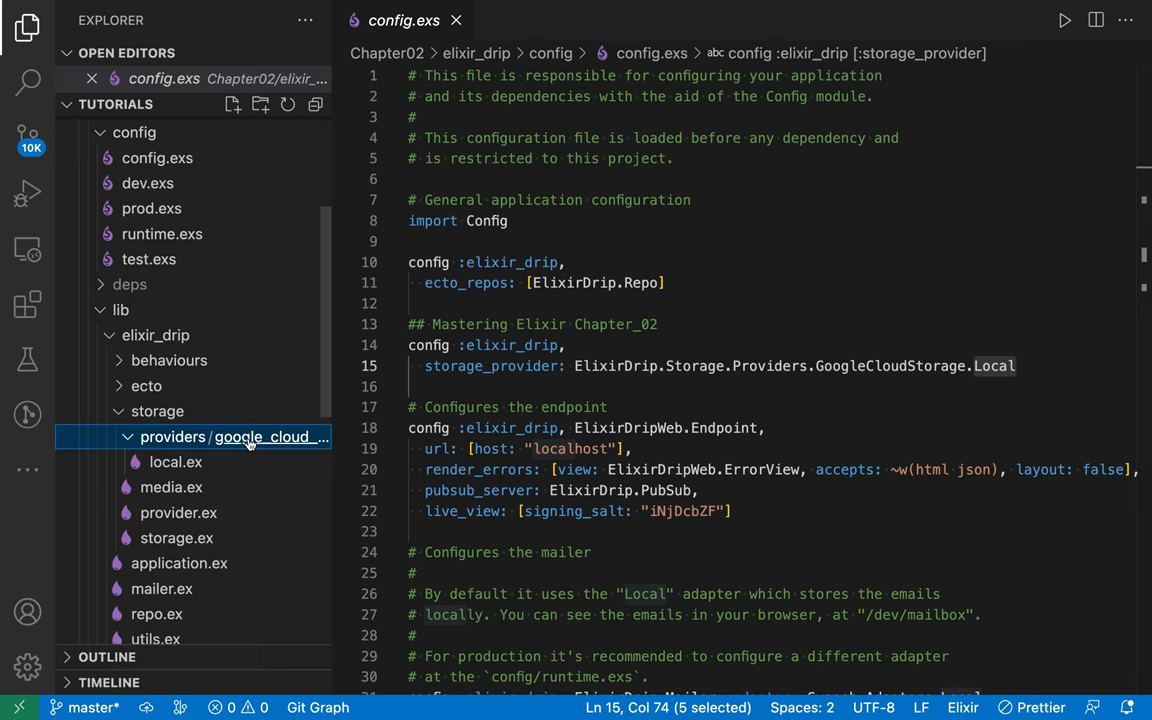 EXPLORER
OPEN EDITORS
config.exs Chapter02/elixir_...
TUTORIALS
config
config.exs
dev.exs
prod.exs
runtime.exs
test.exs
deps
lib
elixir_drip
behaviours
ecto
storage
providers / google_cloud_...
local.ex
media.ex
provider.ex
storage.ex
application.ex
mailer.ex
repo.ex
utils.ex
OUTLINE
TIMELINE
10K
config.exs
Chapter02 > elixir_drip > config > config.exs > abc config :elixir_drip [:storage_provider]
1 # This file is responsible for configuring your application
2 # and its dependencies with the aid of the Config module.
3 #
4 # This configuration file is loaded before any dependency and
5 # is restricted to this project.
6
7 # General application configuration
8 import Config
9
10 config :elixir_drip,
11 ecto_repos: [ElixirDrip.Repo]
12
13 ## Mastering Elixir Chapter_02
14 config :elixir_drip,
15 storage_provider: ElixirDrip.Storage.Providers.GoogleCloudStorage.Local
16
17 # Configures the endpoint
18 config :elixir_drip, ElixirDripWeb.Endpoint,
19 url: [host: "localhost"],
20 render_errors: [view: ElixirDripWeb.ErrorView, accepts: ~w(html json), layout: false],
21 pubsub_server: ElixirDrip.PubSub,
22 live_view: [signing_salt: "iNjDcbZF"]
23
24 # Configures the mailer
25 #
26 # By default it uses the "Local" adapter which stores the emails
27 # locally. You can see the emails in your browser, at "/dev/mailbox".
28 #
29 # For production it's recommended to configure a different adapter
30 # at the `config/runtime.exs`.
31 config :elixir_drip, ElixirDrip.Mailer, adapter: Swoosh.Adapters.Local
master* 0 0 Git Graph Ln 15, Col 74 (5 selected) Spaces: 2 UTF-8 LF Elixir Prettier